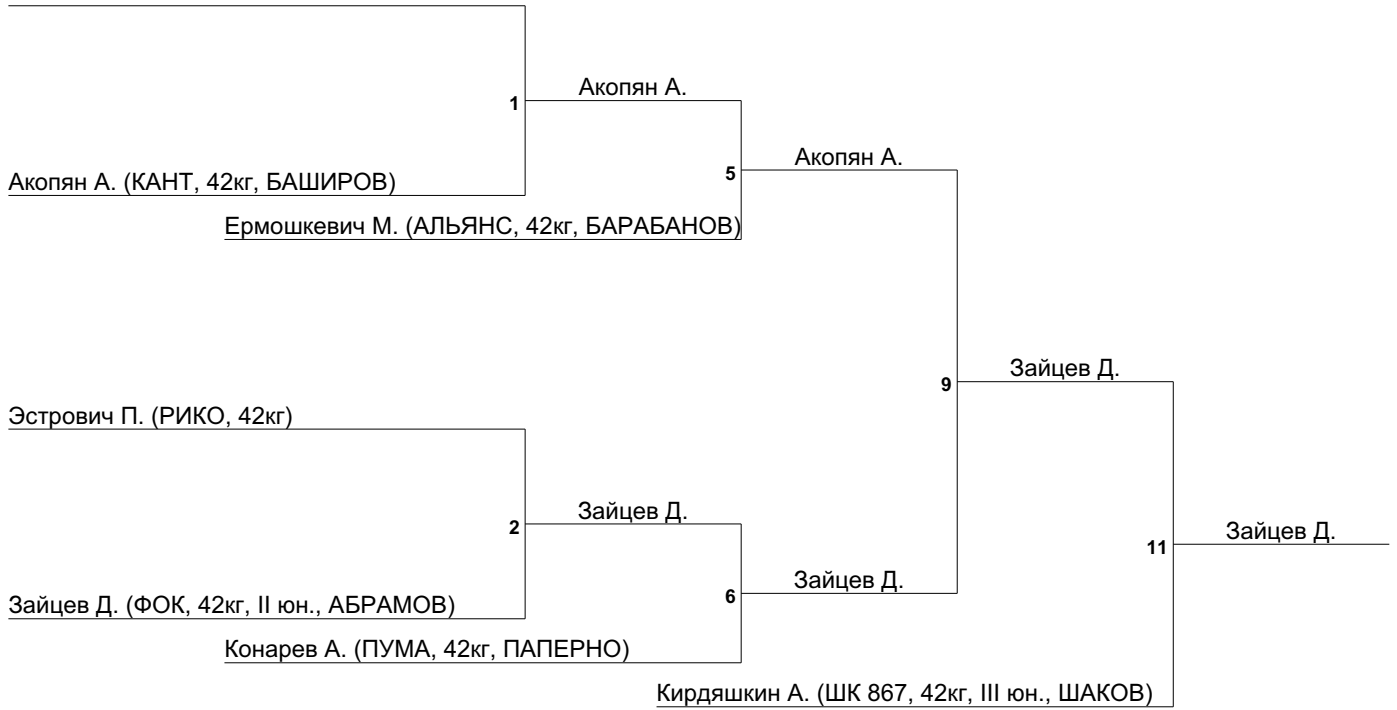 Акопян А.
1
Акопян А.
5
Акопян А. (КАНТ, 42кг, БАШИРОВ)
Ермошкевич М. (АЛЬЯНС, 42кг, БАРАБАНОВ)
Зайцев Д.
9
Эстрович П. (РИКО, 42кг)
Зайцев Д.
2
Зайцев Д.
11
Зайцев Д.
6
Зайцев Д. (ФОК, 42кг, II юн., АБРАМОВ)
Конарев А. (ПУМА, 42кг, ПАПЕРНО)
Кирдяшкин А. (ШК 867, 42кг, III юн., ШАКОВ)